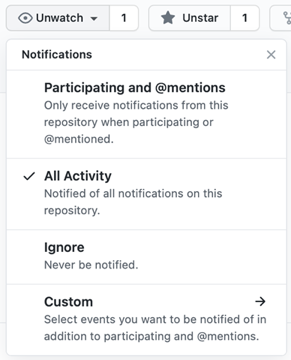 Unwatch 1 Unstar 1
Notifications
Participating and @mentions
Only receive notifications from this
repository when participating or
@mentioned.
All Activity
Notified of all notifications on this
repository.
Ignore
Never be notified.
Custom
Select events you want to be notified of in
addition to participating and @mentions.